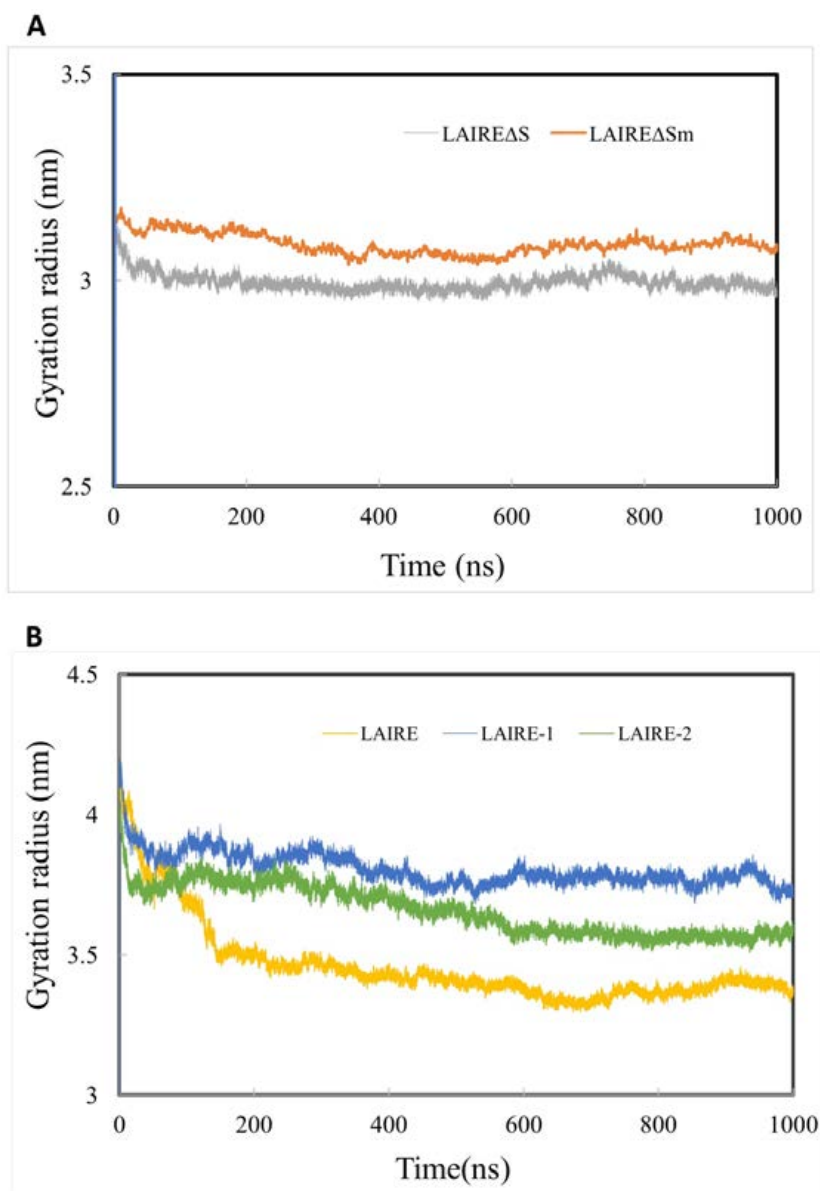 A
3.5
LAIREΔS LAIREΔSm
Gyration radius (nm)
3
2.5
0 200 400 600 800 1000
Time (ns)
B
4.5
LAIRE LAIRE-1 LAIRE-2
Gyration radius (nm)
4
3.5
3
0 200 400 600 800 1000
Time(ns)